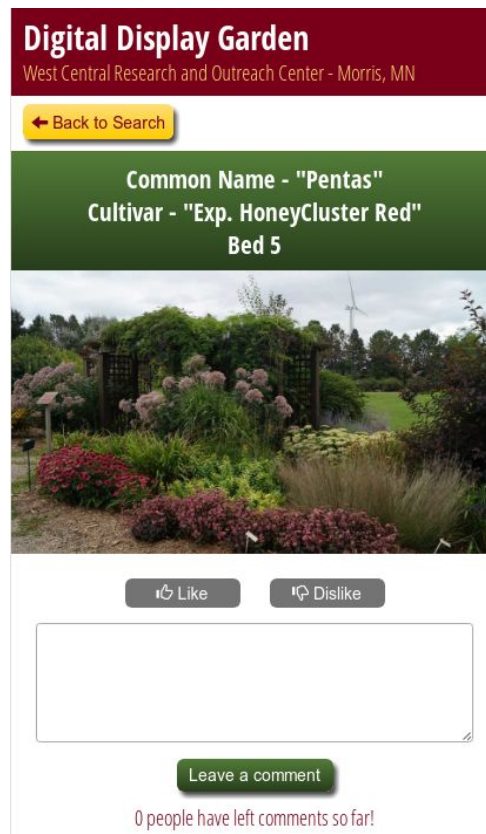 Digital Display Garden
West Central Research and Outreach Center - Morris, MN
Back to Search
Common Name - "Pentas"
Cultivar - "Exp. HoneyCluster Red"
Bed 5
Like
Dislike
Leave a comment
0 people have left comments so far!